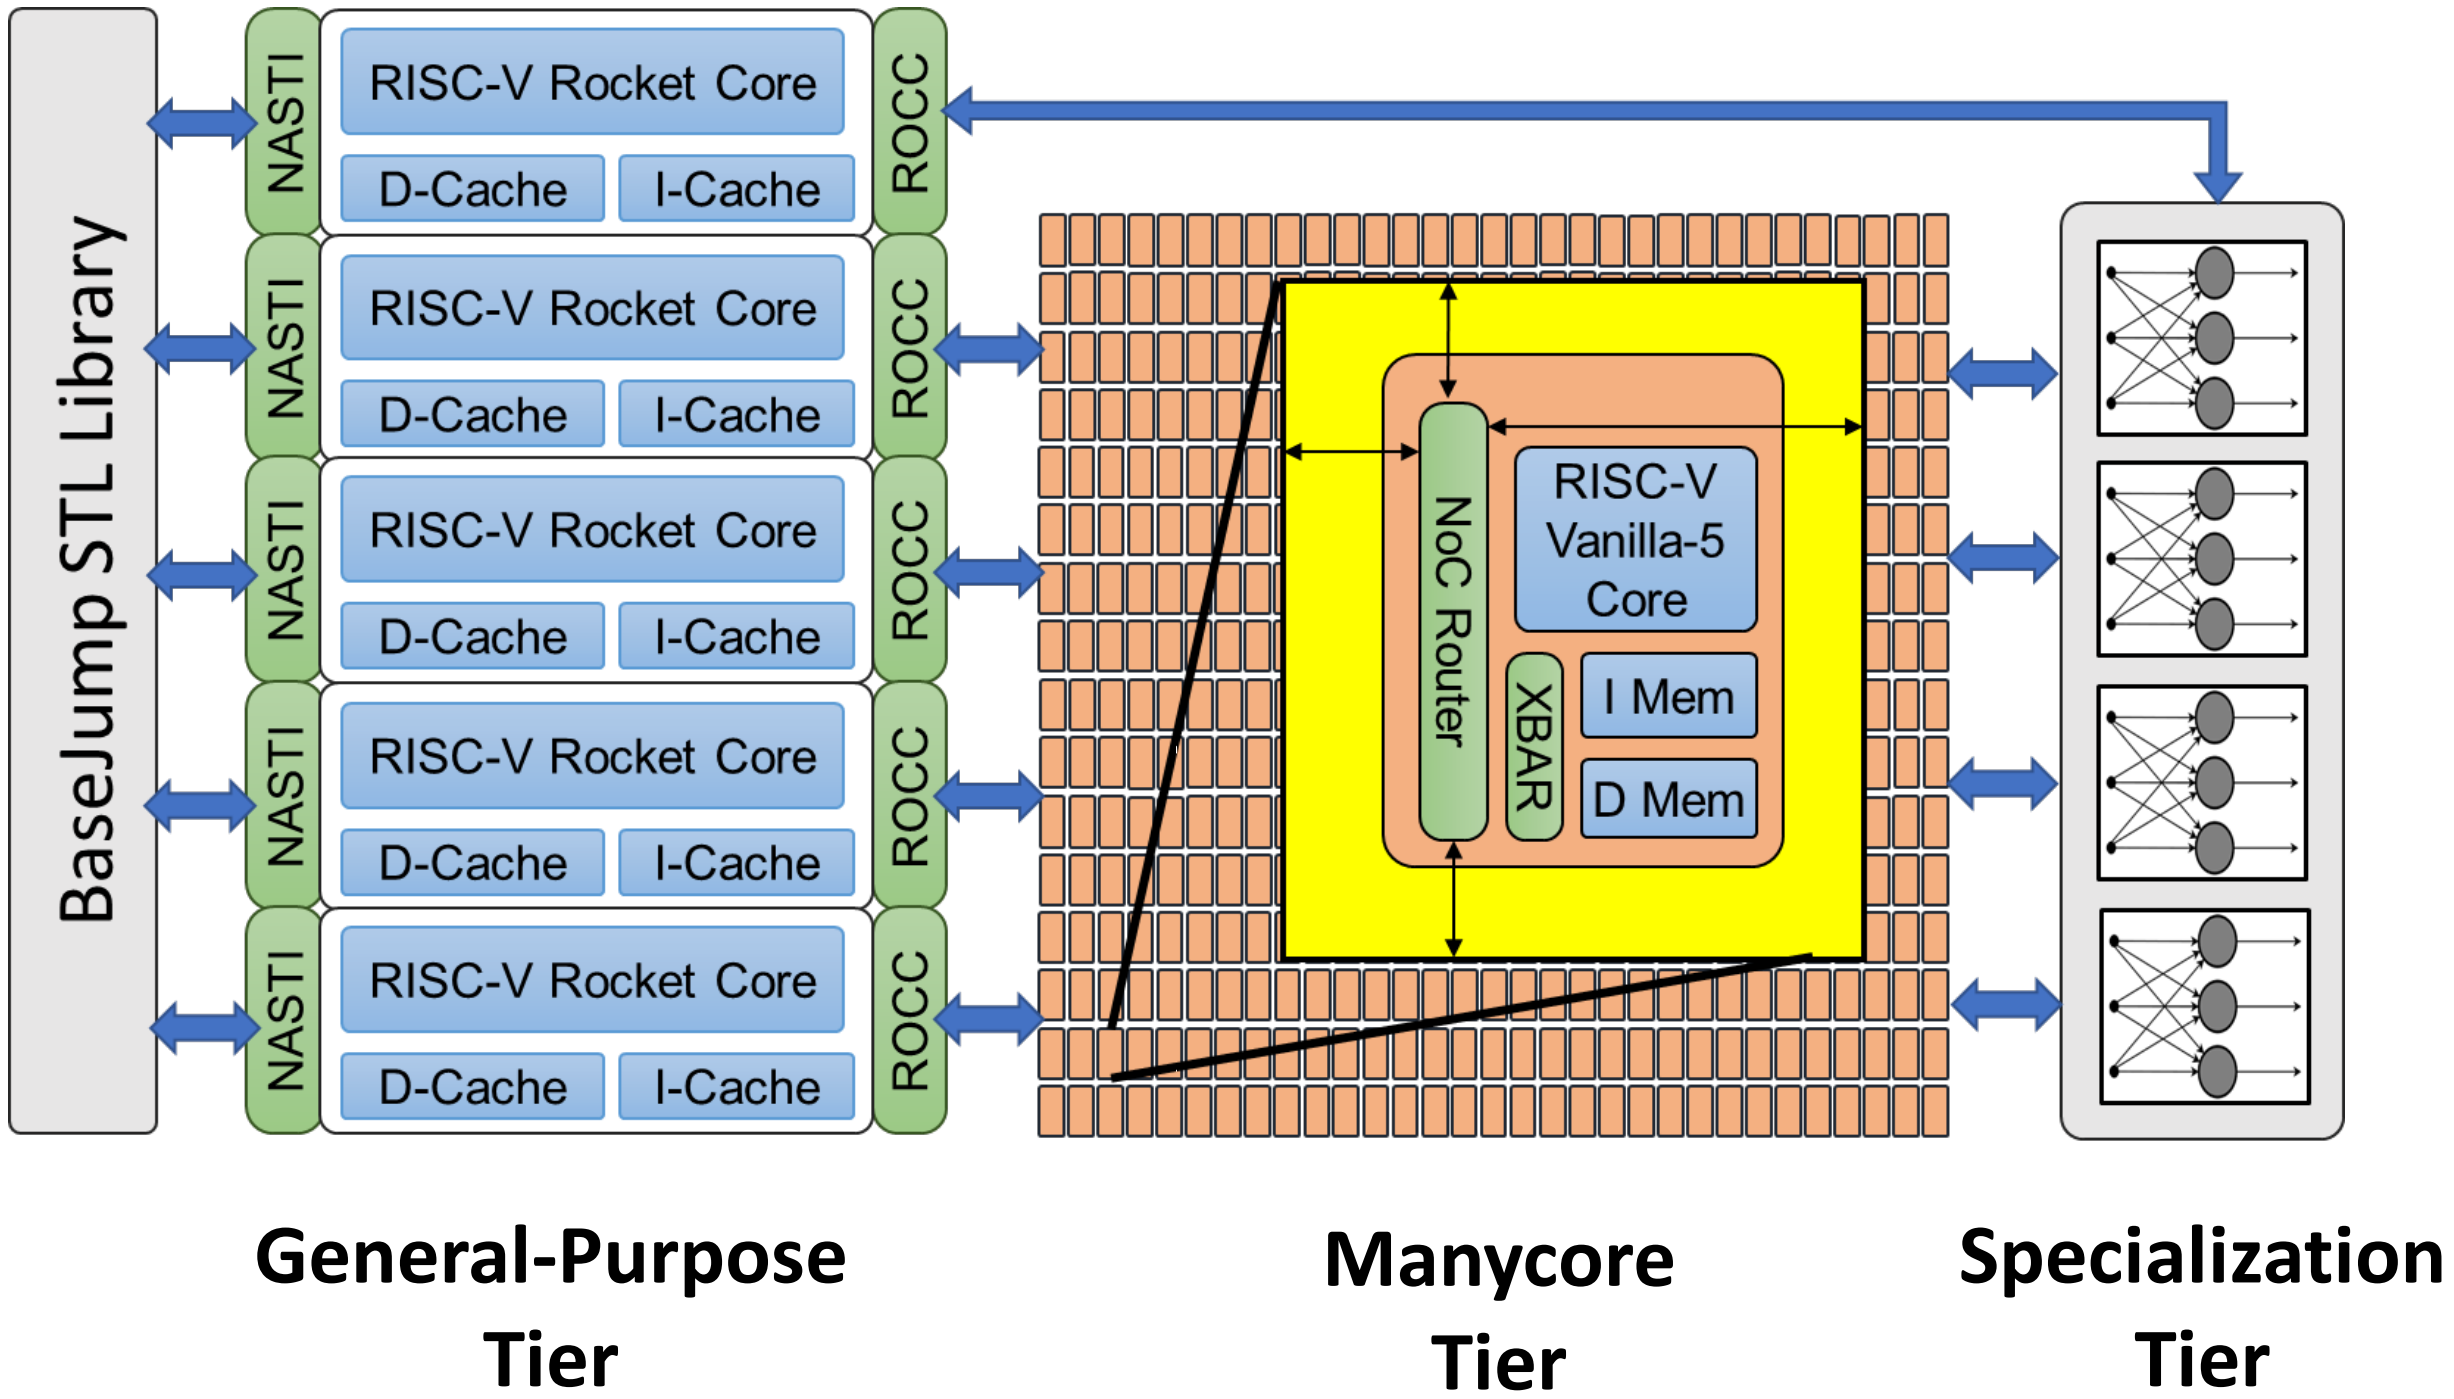 BaseJump STL Library
NASTI
RISC-V Rocket Core
D-Cache
I-Cache
ROCC
NASTI
RISC-V Rocket Core
D-Cache
I-Cache
ROCC
NASTI
RISC-V Rocket Core
D-Cache
I-Cache
ROCC
NASTI
RISC-V Rocket Core
D-Cache
I-Cache
ROCC
NASTI
RISC-V Rocket Core
D-Cache
I-Cache
ROCC
NoC Router
RISC-V
Vanilla-5
Core
XBAR
I Mem
D Mem
General-Purpose
Tier
Manycore
Tier
Specialization
Tier